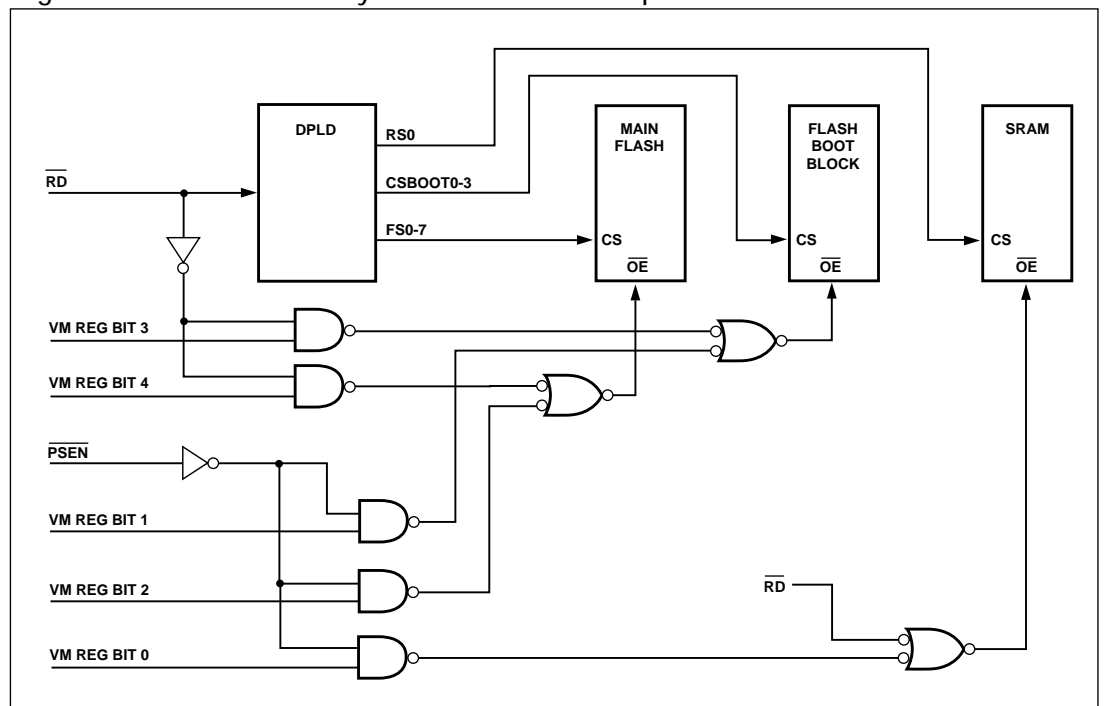 DPLD
RS0
CSBOOT0-3
FS0-7
MAIN
FLASH
CS
OE
FLASH
BOOT
BLOCK
CS
OE
SRAM
CS
OE
RD
VM REG BIT 3
VM REG BIT 4
PSEN
VM REG BIT 1
VM REG BIT 2
VM REG BIT 0
RD